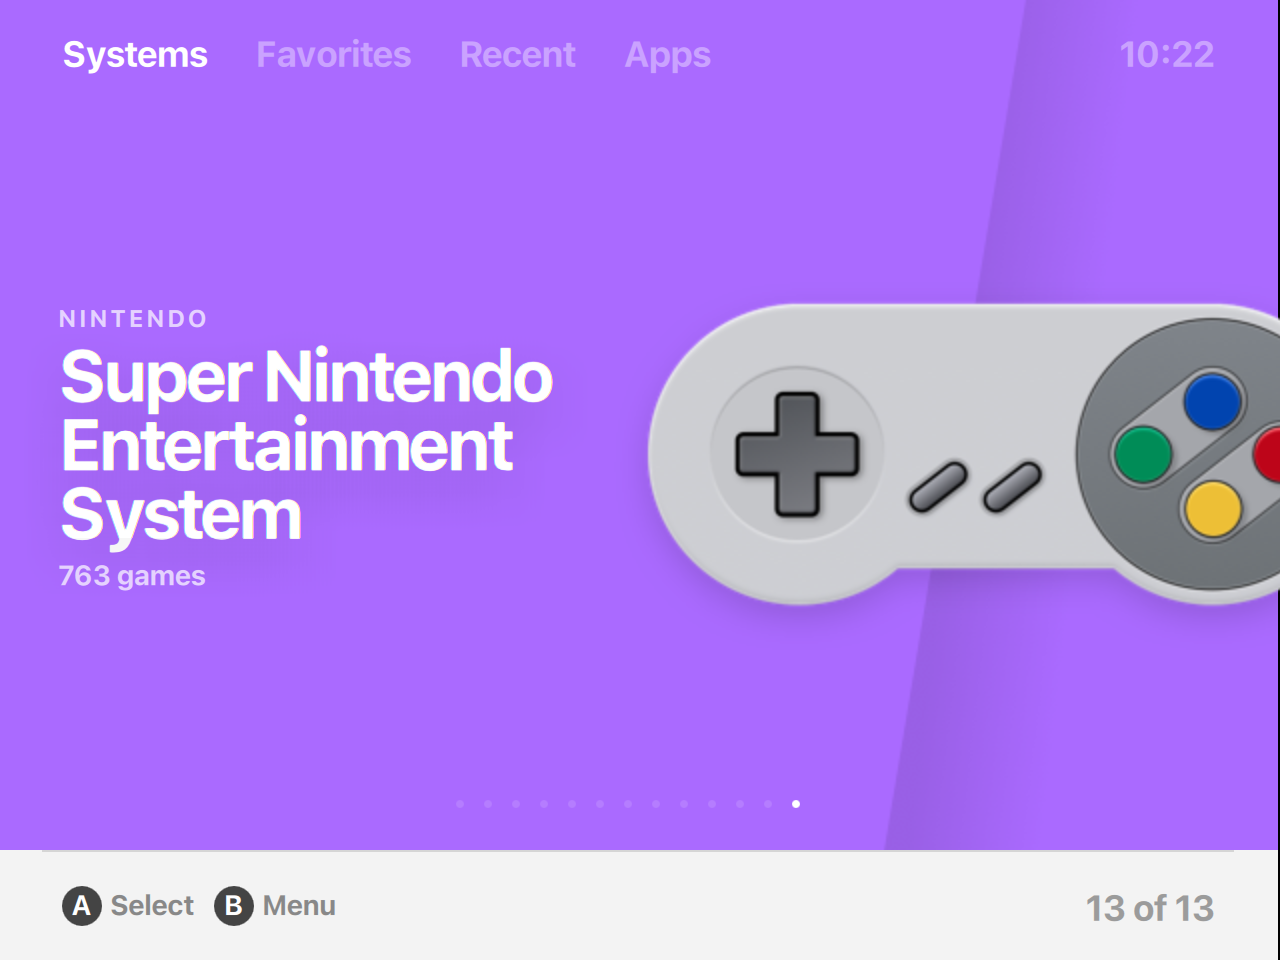 Systems Favorites Recent Apps 10:22
NINTENDO
Super Nintendo
Entertainment
System
763 games
A Select B Menu 13 of 13